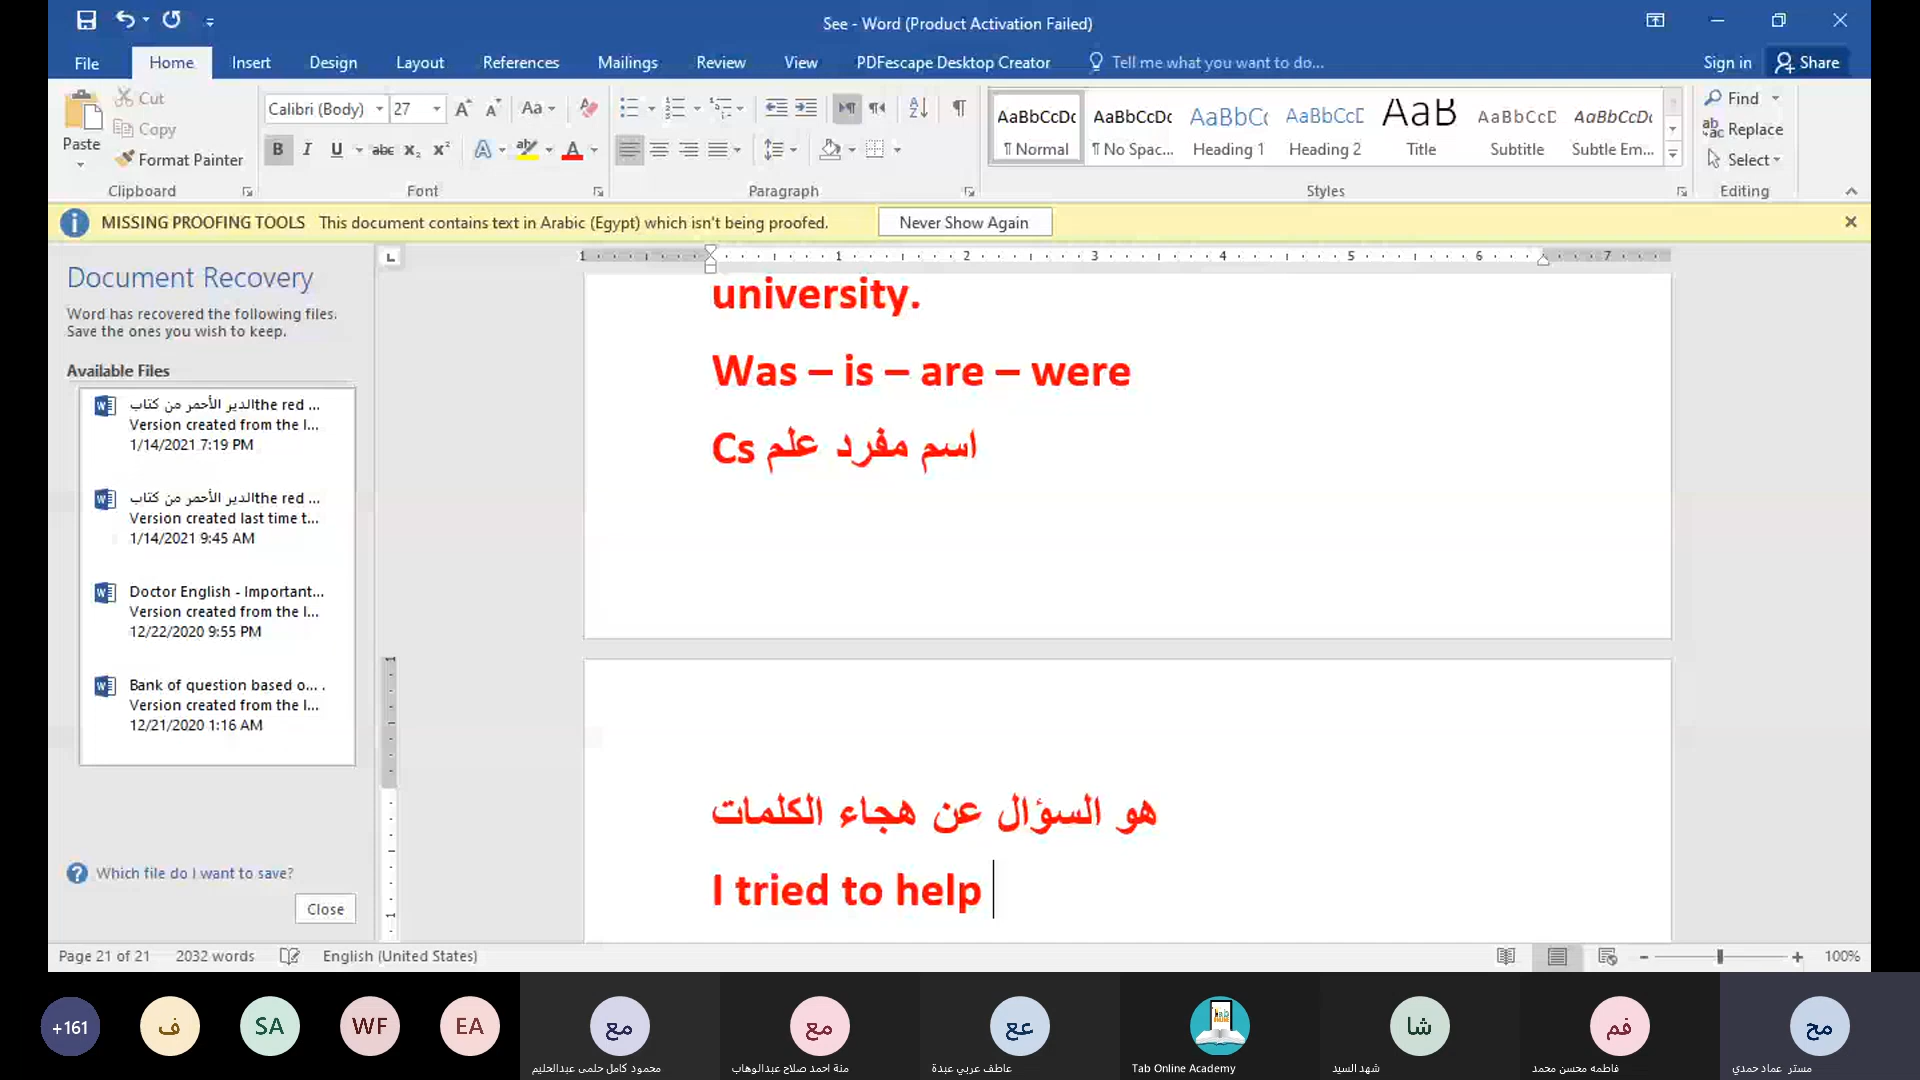 See - Word (Product Activation Failed)
File Home Insert Design Layout References Mailings Review View PDFescape Desktop Creator Tell me what you want to do... Sign in Share
Paste
Cut
Copy
Format Painter
Clipboard
Calibri (Body) 27
Font
Paragraph
AaBbCcDc AaBbCcDc AaBbCc AaBbCcD AaB AaBbCcD AaBbCcDc
¶ Normal ¶ No Spac... Heading 1 Heading 2 Title Subtitle Subtle Em...
Styles
Find
Replace
Select
Editing
MISSING PROOFING TOOLS This document contains text in Arabic (Egypt) which isn't being proofed. Never Show Again
Document Recovery
Word has recovered the following files.
Save the ones you wish to keep.
Available Files
الدير الأحمر من كتاب the red ...
Version created from the l...
1/14/2021 7:19 PM
الدير الأحمر من كتاب the red ...
Version created last time t...
1/14/2021 9:45 AM
Doctor English - Important...
Version created from the l...
12/22/2020 9:55 PM
Bank of question based o... .
Version created from the l...
12/21/2020 1:16 AM
Which file do I want to save?
Close
1 1 2 3 4 5 6 7
university.
Was – is – are – were
Cs اسم مفرد علم
هو السؤال عن هجاء الكلمات
I tried to help
Page 21 of 21 2032 words English (United States) 100%
+161 ف SA WF EA مع مع عع شا فم مح
محمود كامل حلمى عبدالحليم
منة احمد صلاح عبدالوهاب
عاطف عربي عبدة
Tab Online Academy
شهد السيد
فاطمه محسن محمد
مستر عماد حمدي